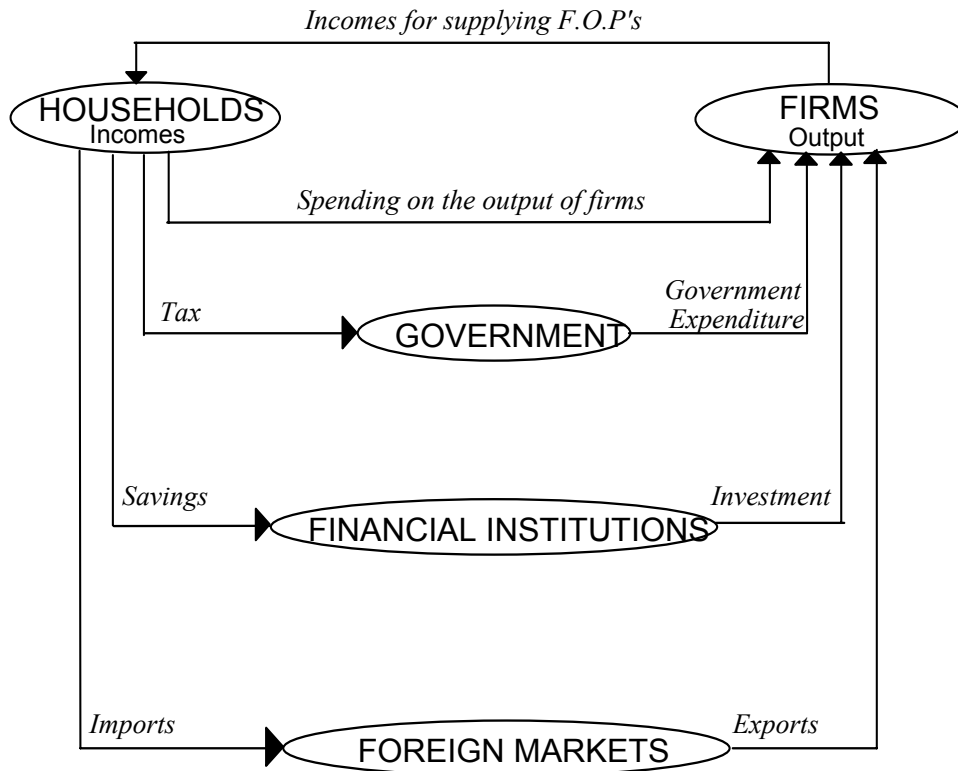 Incomes for supplying F.O.P's
HOUSEHOLDS
Incomes
FIRMS
Output
Spending on the output of firms
Tax
GOVERNMENT
Government
Expenditure
Savings
FINANCIAL INSTITUTIONS
Investment
Imports
FOREIGN MARKETS
Exports